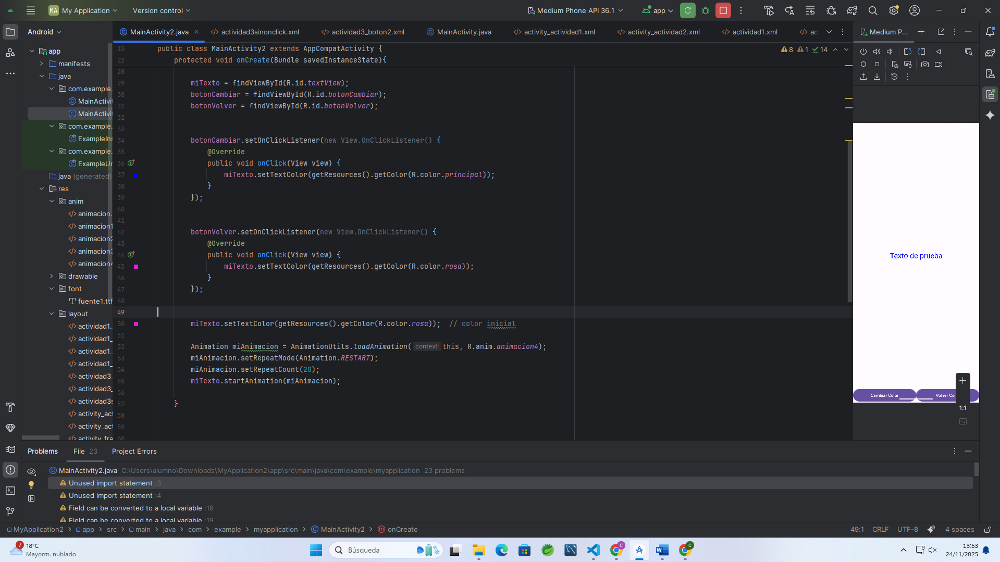 MA My Application
Version control
Medium Phone API 36.1
app
Android
MainActivity2.java
actividad3sinonclick.xml
actividad3_boton2.xml
MainActivity.java
activity_actividad1.xml
activity_actividad2.xml
actividad1.xml
ac
Medium P...
app
manifests
java
com.example.
MainActivit
MainActivit
com.example.
ExampleIns
com.example.
ExampleUn
java (generated)
res
anim
animacion.
animacion1
animacion2
animacion3
animacion4
drawable
font
fuente1.ttf
layout
actividad1.
actividad1_
actividad1_
actividad1_
actividad3_
actividad3_
actividad3s
activity_act
activity_act
activity_fra
8 1 14
15 public class MainActivity2 extends AppCompatActivity {
22 protected void onCreate(Bundle savedInstanceState){
28
29 miTexto = findViewById(R.id.textView);
30 botonCambiar = findViewById(R.id.botonCambiar);
31 botonVolver = findViewById(R.id.botonVolver);
32
33
34 botonCambiar.setOnClickListener(new View.OnClickListener() {
35 @Override
36 public void onClick(View view) {
37 miTexto.setTextColor(getResources().getColor(R.color.principal));
38 }
39 });
40
41
42 botonVolver.setOnClickListener(new View.OnClickListener() {
43 @Override
44 public void onClick(View view) {
45 miTexto.setTextColor(getResources().getColor(R.color.rosa));
46 }
47 });
48
49
50 miTexto.setTextColor(getResources().getColor(R.color.rosa)); // color inicial
51
52 Animation miAnimacion = AnimationUtils.loadAnimation( context: this, R.anim.animacion4);
53 miAnimacion.setRepeatMode(Animation.RESTART);
54 miAnimacion.setRepeatCount(20);
55 miTexto.startAnimation(miAnimacion);
56
57 }
58
59
60
Texto de prueba
Cambiar Color
Volver Col
1:1
Problems
File 23
Project Errors
MainActivity2.java C:\Users\alumno\Downloads\MyApplication2\app\src\main\java\com\example\myapplication 23 problems
Unused import statement :3
Unused import statement :4
Field can be converted to a local variable :18
Field can be converted to a local variable :19
MyApplication2 > app > src > main > java > com > example > myapplication > MainActivity2 > onCreate
49:1 CRLF UTF-8 4 spaces
7
18°C
Mayorm. nublado
Búsqueda
C
C
13:53
24/11/2025